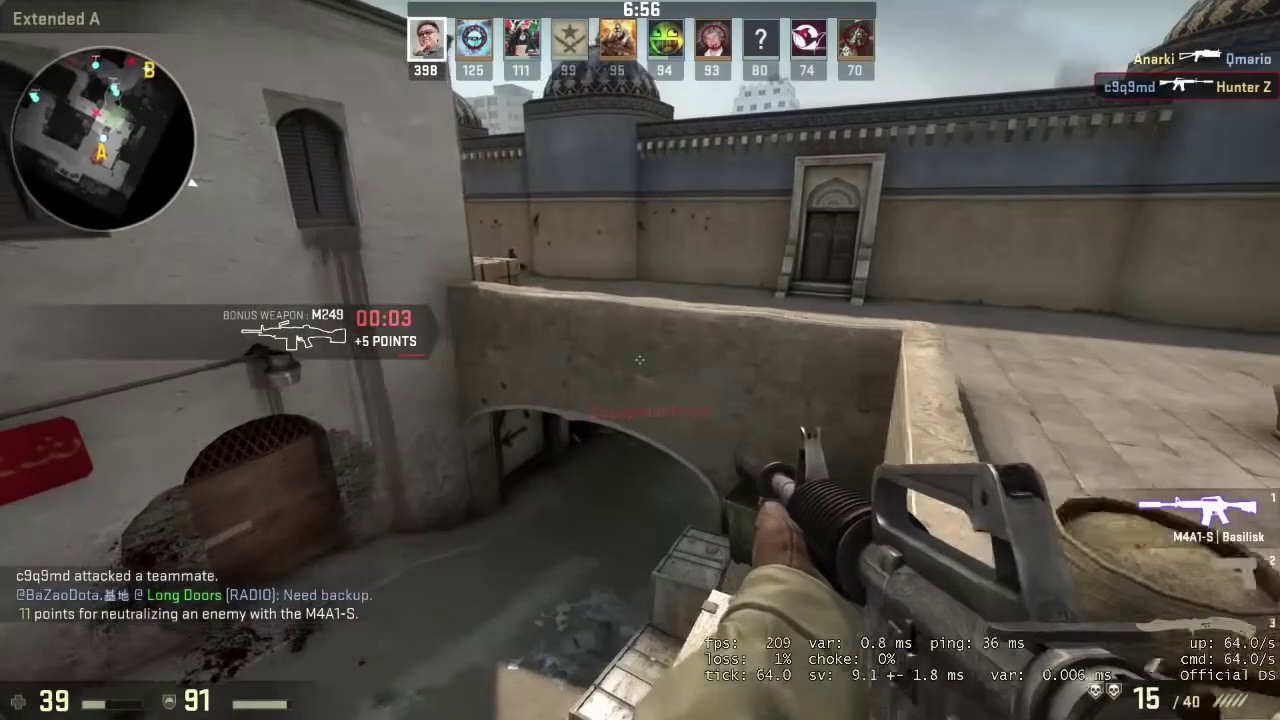 Extended A
6:56
398 125 111 99 95 94 93 ? 80 74 70
B
A
Anarki Qmario
c9q9md Hunter Z
BONUS WEAPON : M249 00:03
+5 POINTS
1
M4A1-S | Basilisk
2
3
c9q9md attacked a teammate.
@BaZaoDota.基地 @ Long Doors (RADIO): Need backup.
11 points for neutralizing an enemy with the M4A1-S.
fps: 209 var: 0.8 ms ping: 36 ms up: 64.0/s
loss: 1% choke: 0% cmd: 64.0/s
tick: 64.0 sv: 9.1 +- 1.8 ms var: 0.006 ms Official DS
39 91 15 / 40